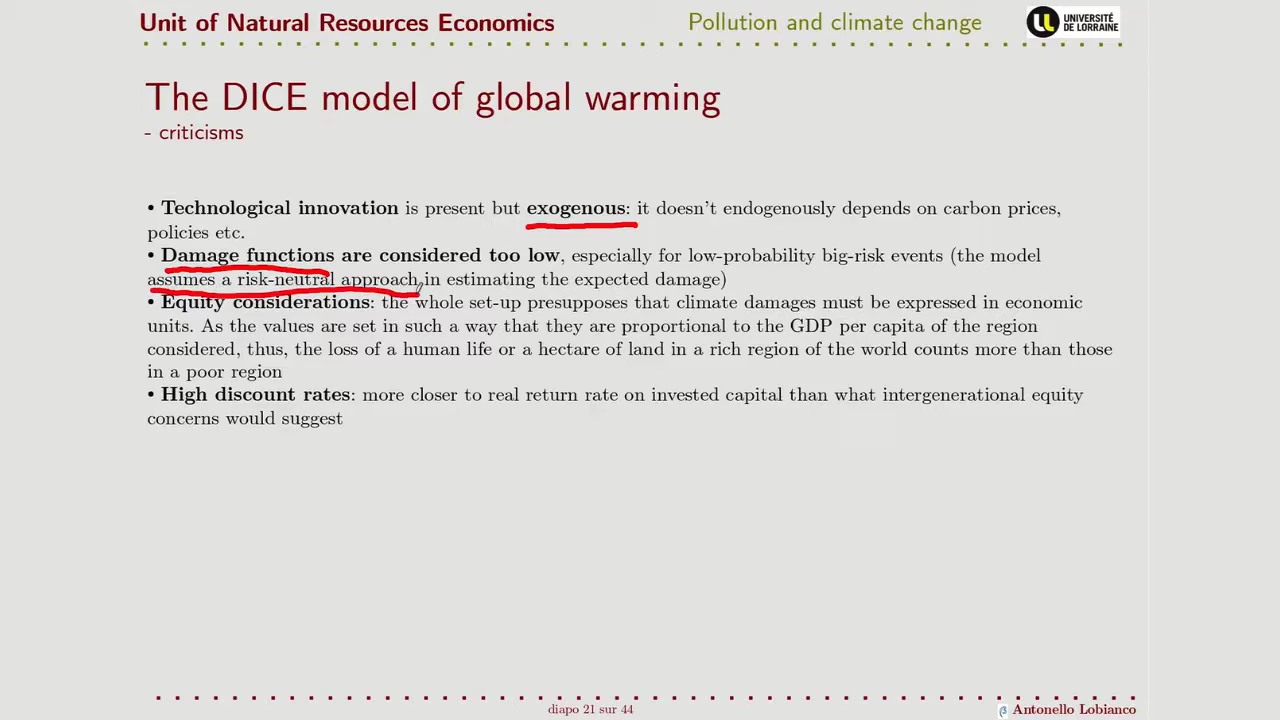 Unit of Natural Resources Economics
Pollution and climate change
UNIVERSITÉ
DE LORRAINE
The DICE model of global warming
- criticisms
• Technological innovation is present but exogenous: it doesn't endogenously depends on carbon prices,
policies etc.
• Damage functions are considered too low, especially for low-probability big-risk events (the model
assumes a risk-neutral approach in estimating the expected damage)
• Equity considerations: the whole set-up presupposes that climate damages must be expressed in economic
units. As the values are set in such a way that they are proportional to the GDP per capita of the region
considered, thus, the loss of a human life or a hectare of land in a rich region of the world counts more than those
in a poor region
• High discount rates: more closer to real return rate on invested capital than what intergenerational equity
concerns would suggest
diapo 21 sur 44
Antonello Lobianco